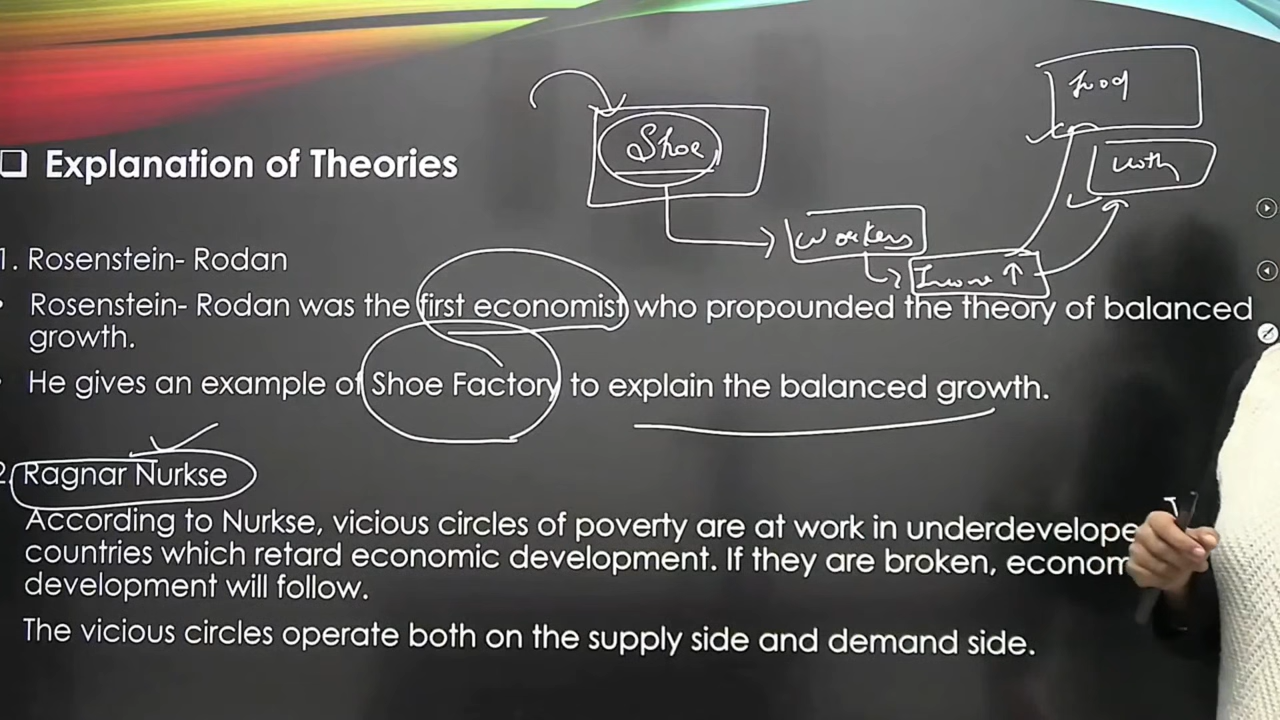 food
Shoe
Cloth
Explanation of Theories
Workers
Income ↑
1. Rosenstein- Rodan
Rosenstein- Rodan was the first economist who propounded the theory of balanced
growth.
He gives an example of Shoe Factory to explain the balanced growth.
2. Ragnar Nurkse
According to Nurkse, vicious circles of poverty are at work in underdevelope
countries which retard economic development. If they are broken, econom
development will follow.
The vicious circles operate both on the supply side and demand side.